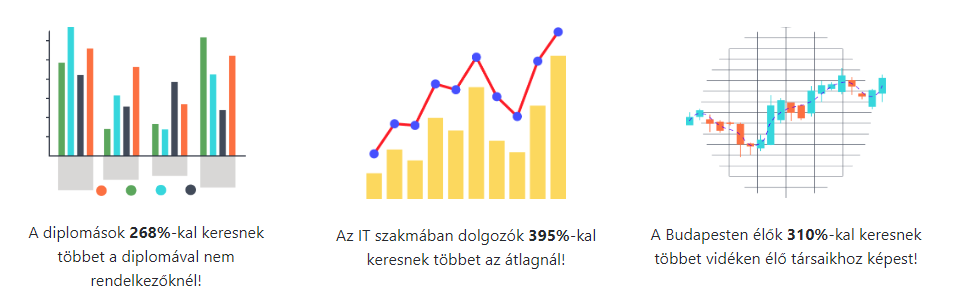 A diplomások 268%-kal keresnek
többet a diplomával nem
rendelkezőknél!
Az IT szakmában dolgozók 395%-kal
keresnek többet az átlagnál!
A Budapesten élők 310%-kal keresnek
többet vidéken élő társaikhoz képest!